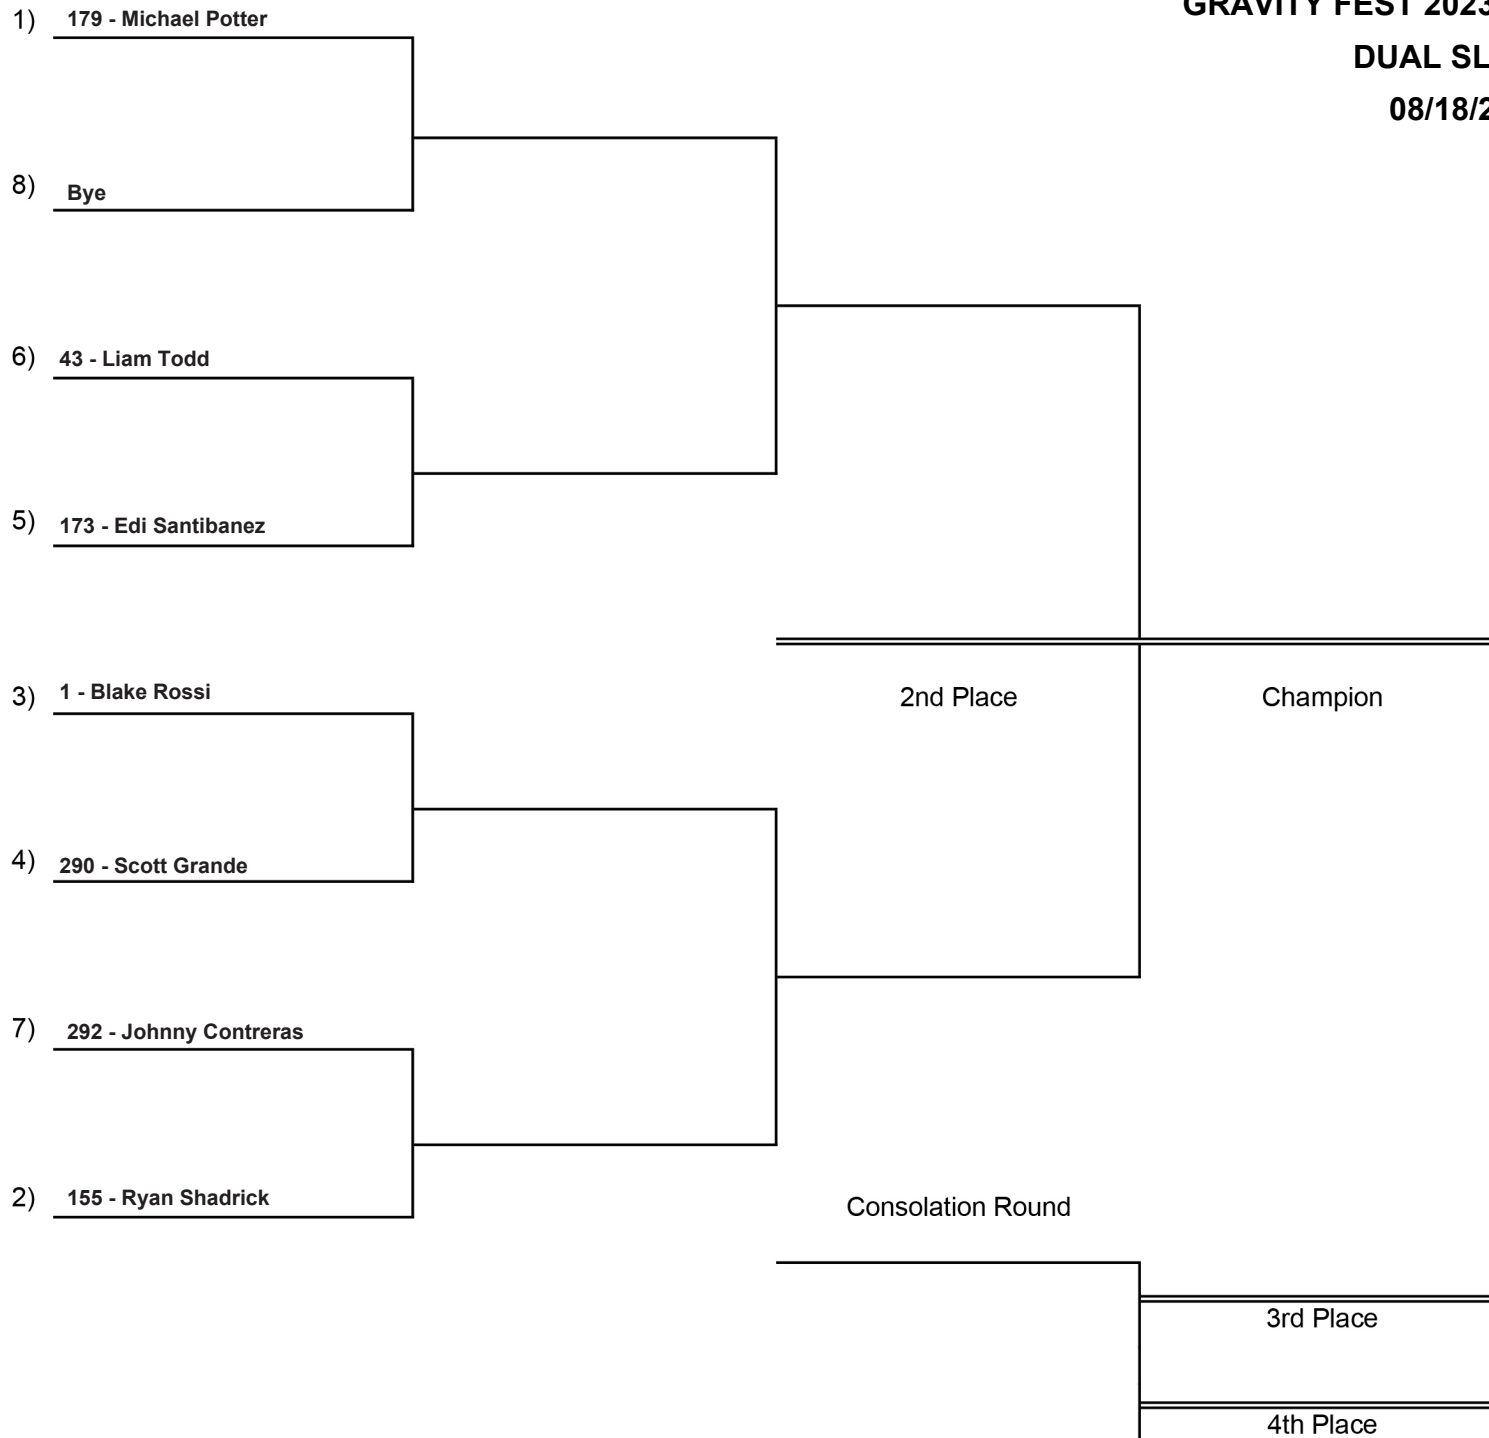 GRAVITY FEST 2023
DUAL SL
08/18/2
1) 179 - Michael Potter
8) Bye
6) 43 - Liam Todd
5) 173 - Edi Santibanez
3) 1 - Blake Rossi
2nd Place Champion
4) 290 - Scott Grande
7) 292 - Johnny Contreras
2) 155 - Ryan Shadrick
Consolation Round
3rd Place
4th Place